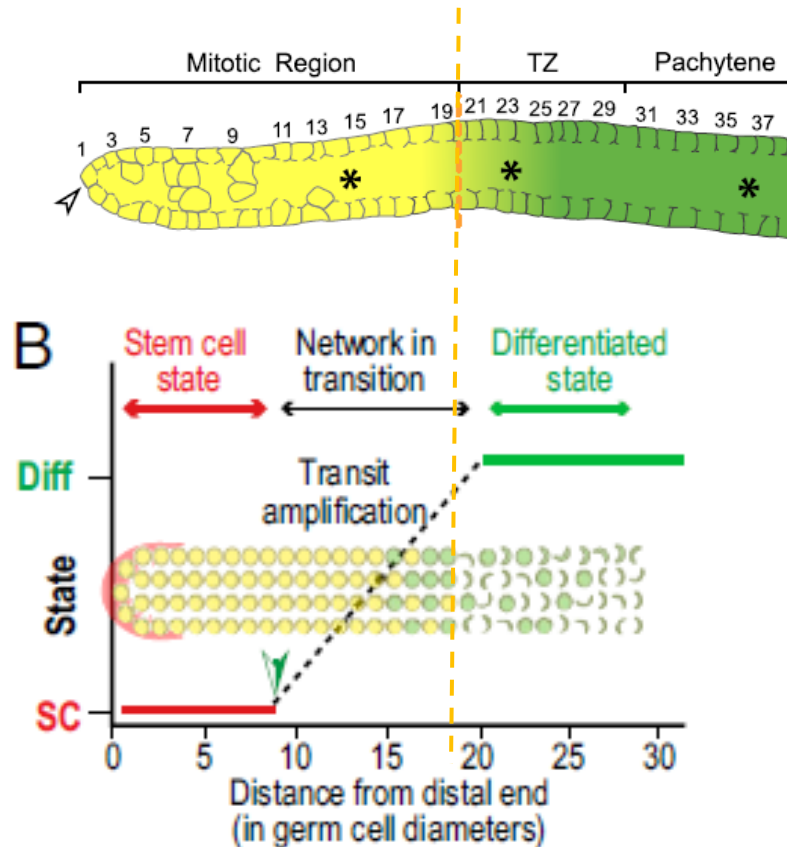 Mitotic Region TZ Pachytene
1 3 5 7 9 11 13 15 17 19 21 23 25 27 29 31 33 35 37
* * *
B
Stem cell state
Network in transition
Differentiated state
Diff
Transit amplification
State
SC
0 5 10 15 20 25 30
Distance from distal end
(in germ cell diameters)